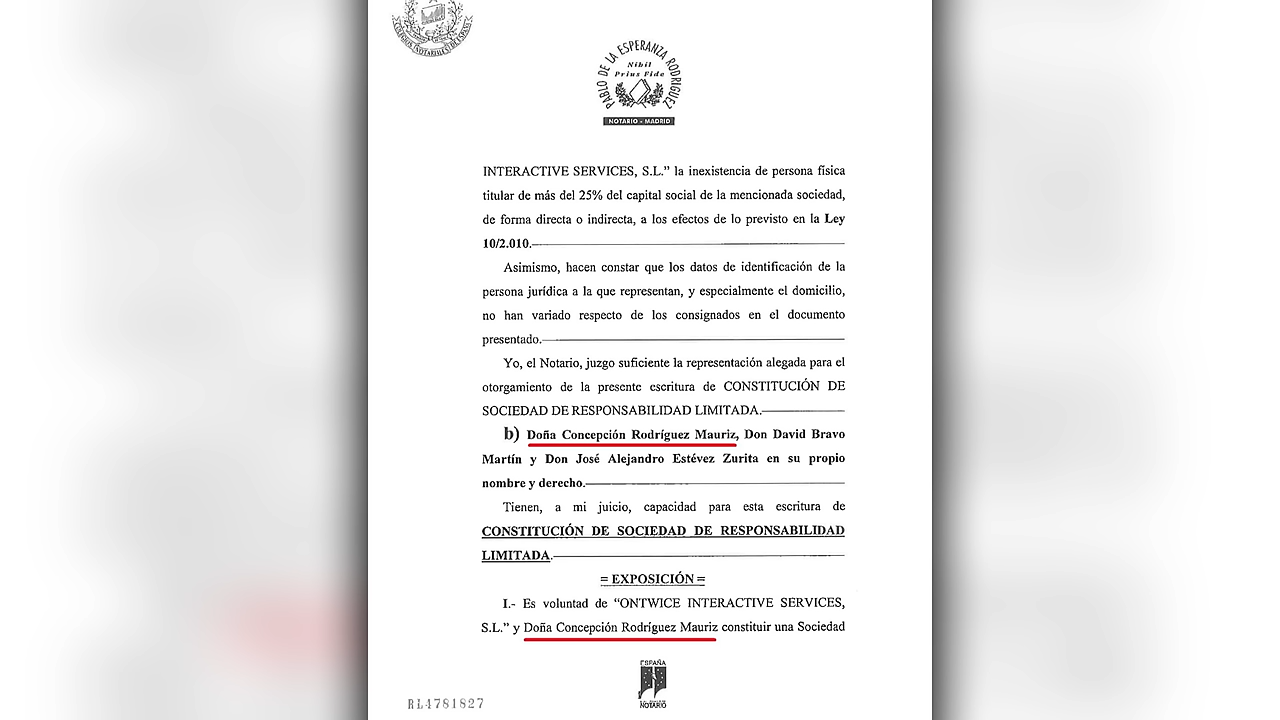 COLEGIOS NOTARIALES DE ESPAÑA
PABLO DE LA ESPERANZA RODRIGUEZ
Nihil
Prius Fide
NOTARIO - MADRID
INTERACTIVE SERVICES, S.L.” la inexistencia de persona física
titular de más del 25% del capital social de la mencionada sociedad,
de forma directa o indirecta, a los efectos de lo previsto en la Ley
10/2.010.
Asimismo, hacen constar que los datos de identificación de la
persona jurídica a la que representan, y especialmente el domicilio,
no han variado respecto de los consignados en el documento
presentado.
Yo, el Notario, juzgo suficiente la representación alegada para el
otorgamiento de la presente escritura de CONSTITUCIÓN DE
SOCIEDAD DE RESPONSABILIDAD LIMITADA.
b) Doña Concepción Rodríguez Mauriz, Don David Bravo
Martín y Don José Alejandro Estévez Zurita en su propio
nombre y derecho.
Tienen, a mi juicio, capacidad para esta escritura de
CONSTITUCIÓN DE SOCIEDAD DE RESPONSABILIDAD
LIMITADA.
= EXPOSICIÓN =
I.- Es voluntad de “ONTWICE INTERACTIVE SERVICES,
S.L.” y Doña Concepción Rodríguez Mauriz constituir una Sociedad
ESPAÑA
NOTARIO
RL4781827